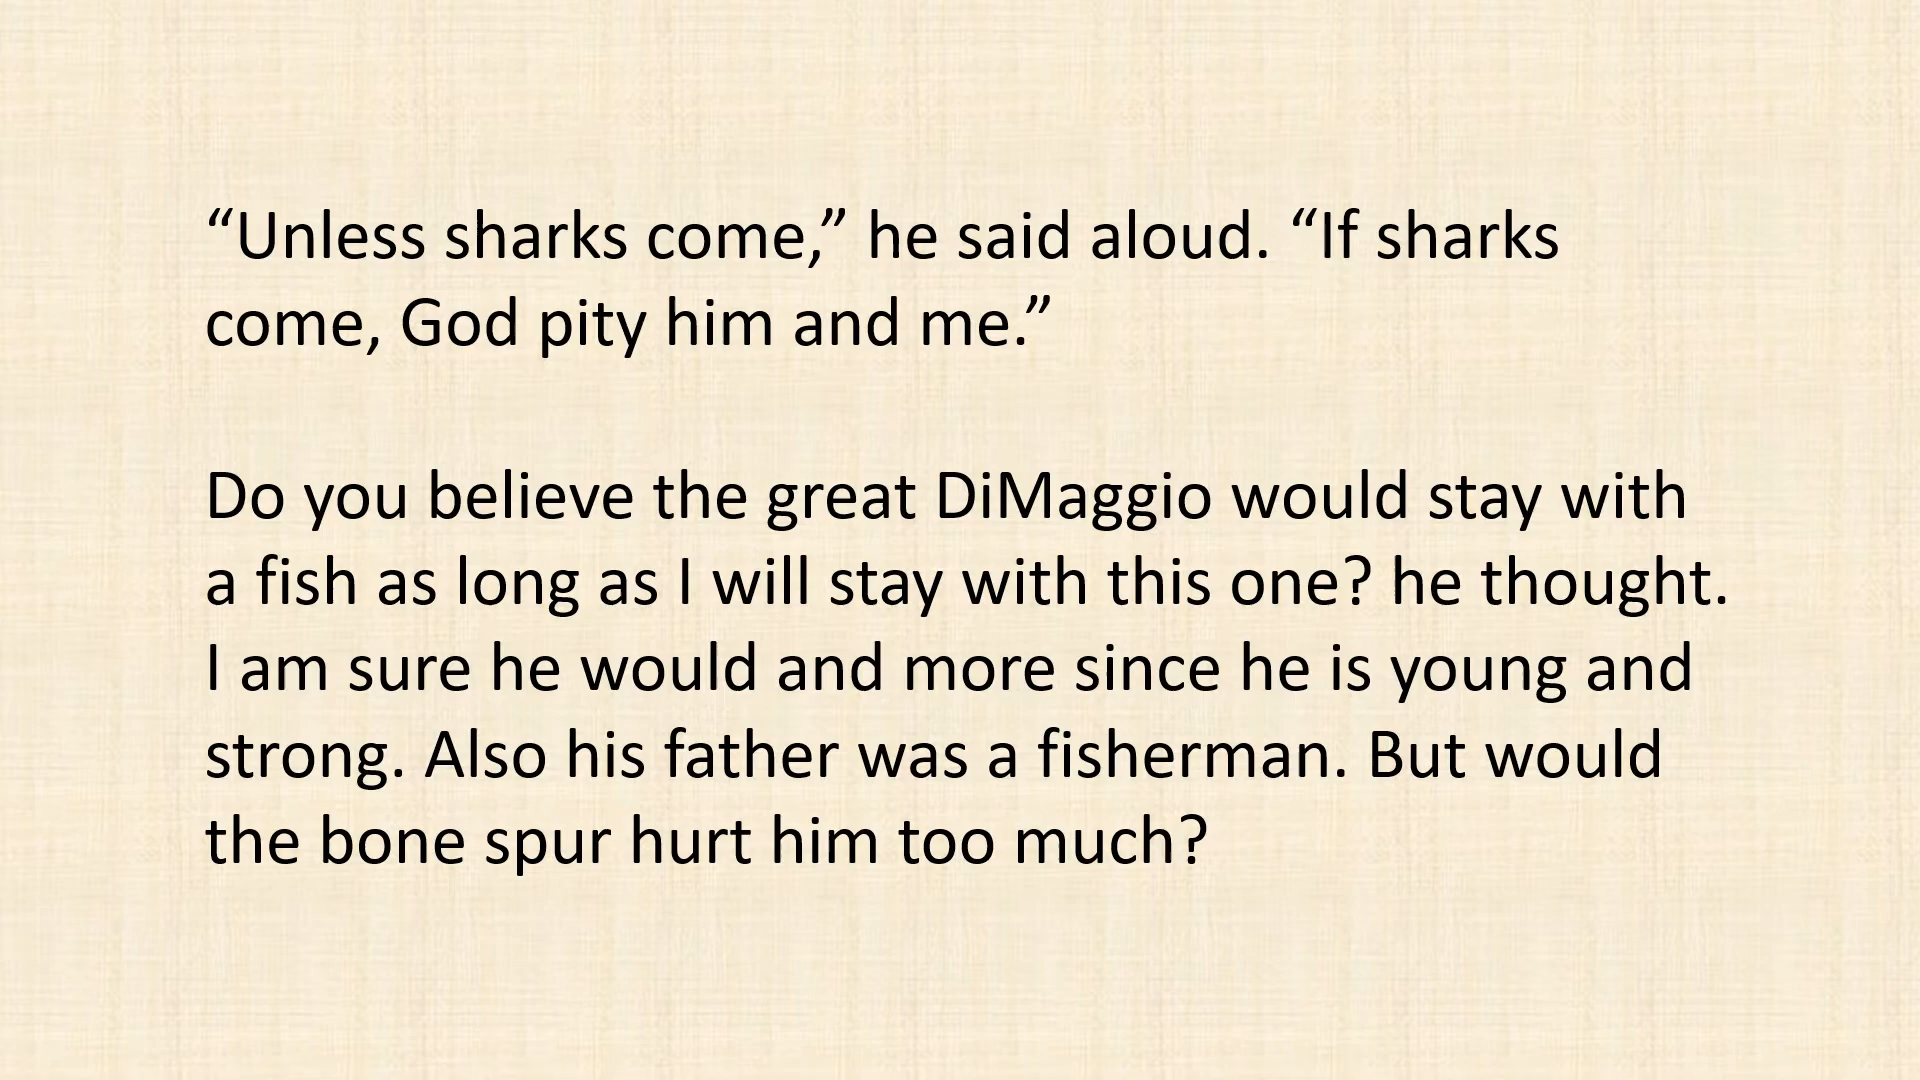 “Unless sharks come,” he said aloud. “If sharks
come, God pity him and me.”
Do you believe the great DiMaggio would stay with
a fish as long as I will stay with this one? he thought.
I am sure he would and more since he is young and
strong. Also his father was a fisherman. But would
the bone spur hurt him too much?